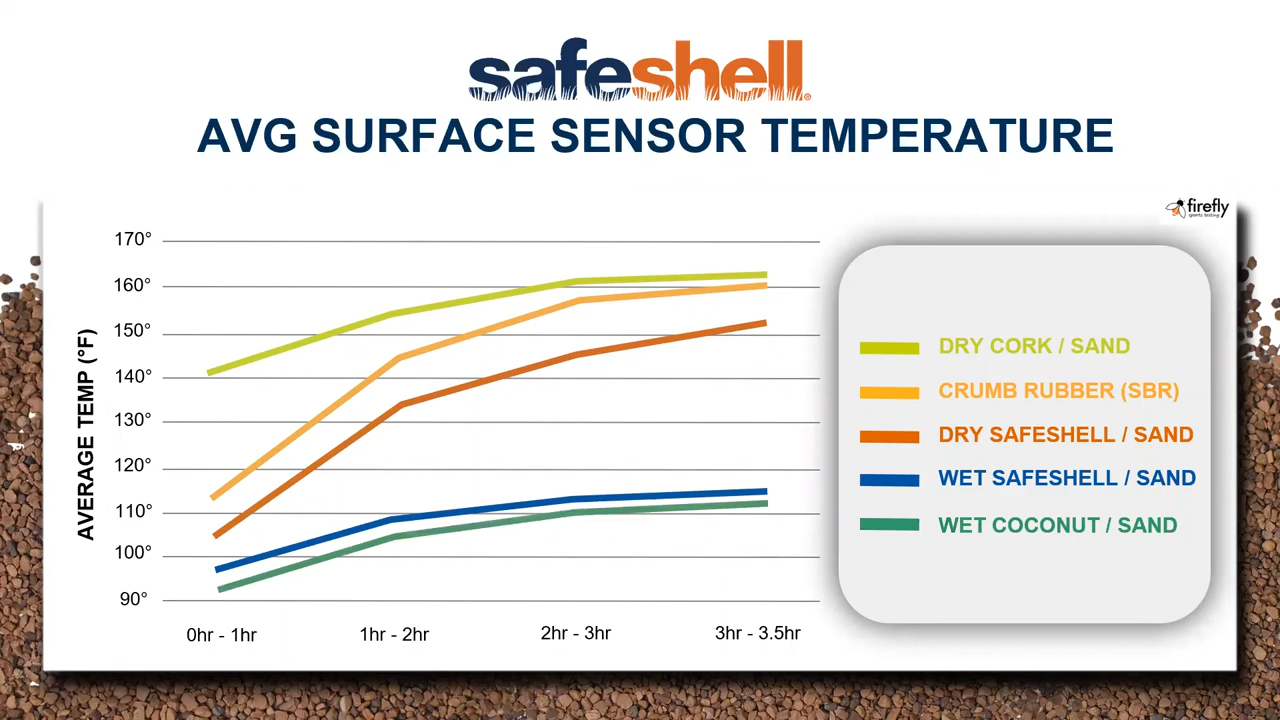 safeshell®
AVG SURFACE SENSOR TEMPERATURE
firefly
sports testing
AVERAGE TEMP (°F)
170°
160°
150°
140°
130°
120°
110°
100°
90°
0hr - 1hr
1hr - 2hr
2hr - 3hr
3hr - 3.5hr
DRY CORK / SAND
CRUMB RUBBER (SBR)
DRY SAFESHELL / SAND
WET SAFESHELL / SAND
WET COCONUT / SAND